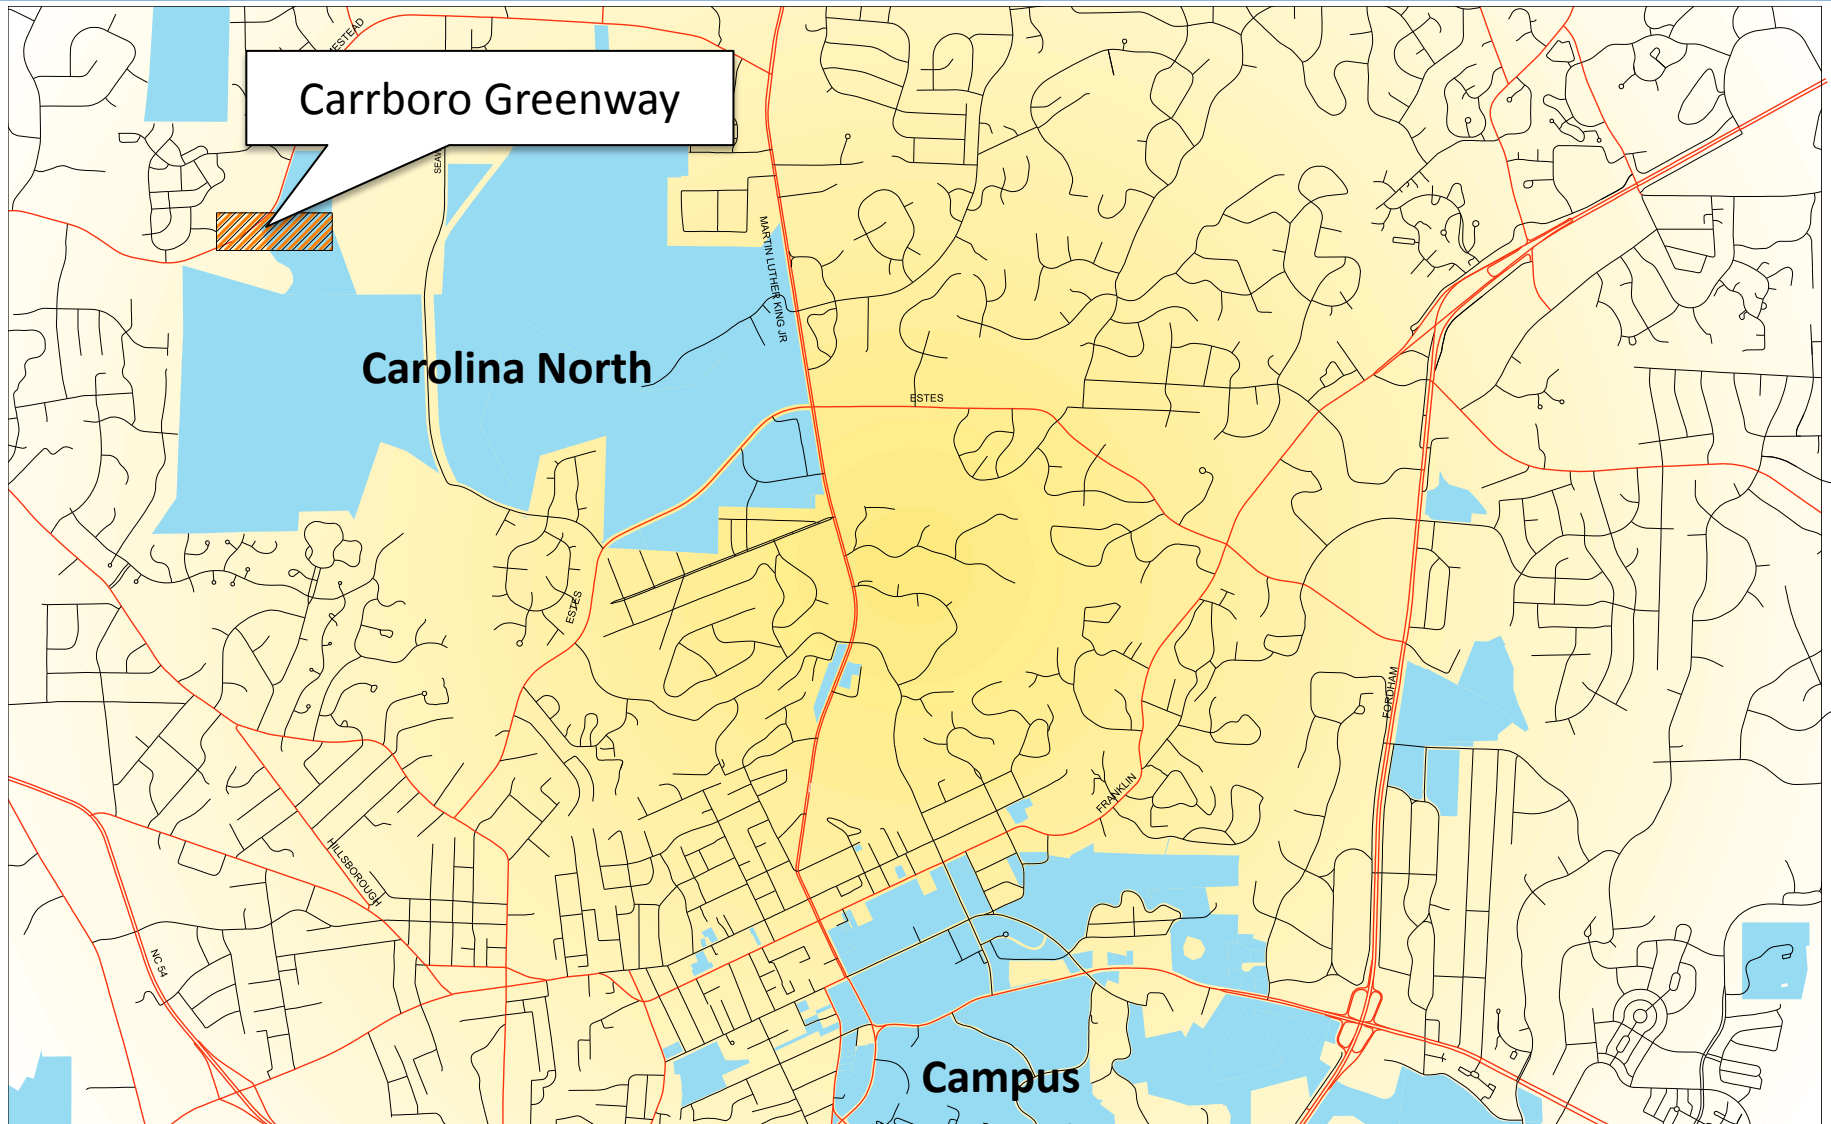 Carrboro Greenway
MARTIN LUTHER KING JR
Carolina North
ESTES
ESTES
FORDHAM
FRANKLIN
HILLSBOROUGH
NC 54
Campus